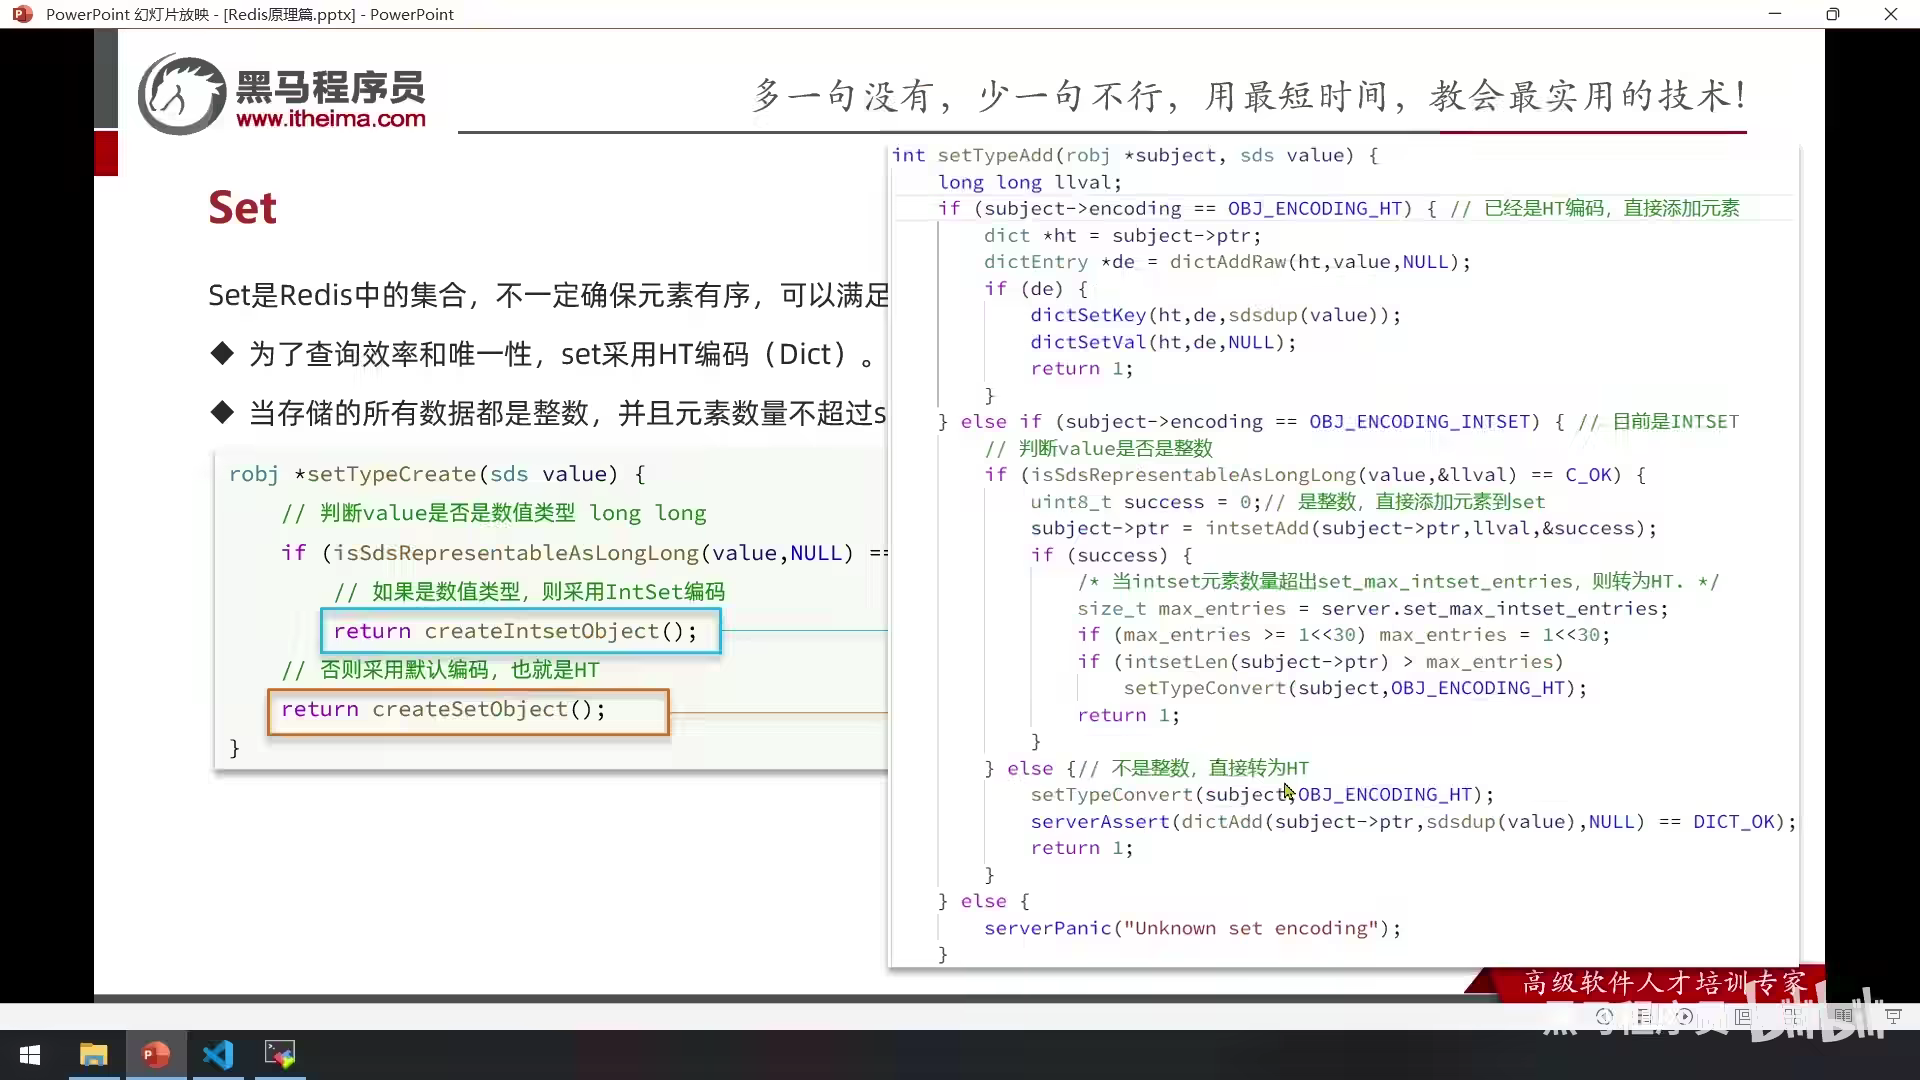 PowerPoint 幻灯片放映 - [Redis原理篇.pptx] - PowerPoint
黑马程序员
www.itheima.com
多一句没有，少一句不行，用最短时间，教会最实用的技术！
Set
Set是Redis中的集合，不一定确保元素有序，可以满足
◆ 为了查询效率和唯一性，set采用HT编码（Dict）。
◆ 当存储的所有数据都是整数，并且元素数量不超过s
robj *setTypeCreate(sds value) {
// 判断value是否是数值类型 long long
if (isSdsRepresentableAsLongLong(value,NULL) ==
// 如果是数值类型，则采用IntSet编码
return createIntsetObject();
// 否则采用默认编码，也就是HT
return createSetObject();
}
int setTypeAdd(robj *subject, sds value) {
long long llval;
if (subject->encoding == OBJ_ENCODING_HT) { // 已经是HT编码，直接添加元素
dict *ht = subject->ptr;
dictEntry *de = dictAddRaw(ht,value,NULL);
if (de) {
dictSetKey(ht,de,sdsdup(value));
dictSetVal(ht,de,NULL);
return 1;
}
} else if (subject->encoding == OBJ_ENCODING_INTSET) { // 目前是INTSET
// 判断value是否是整数
if (isSdsRepresentableAsLongLong(value,&llval) == C_OK) {
uint8_t success = 0;// 是整数，直接添加元素到set
subject->ptr = intsetAdd(subject->ptr,llval,&success);
if (success) {
/* 当intset元素数量超出set_max_intset_entries，则转为HT. */
size_t max_entries = server.set_max_intset_entries;
if (max_entries >= 1<<30) max_entries = 1<<30;
if (intsetLen(subject->ptr) > max_entries)
setTypeConvert(subject,OBJ_ENCODING_HT);
return 1;
}
} else {// 不是整数，直接转为HT
setTypeConvert(subject,OBJ_ENCODING_HT);
serverAssert(dictAdd(subject->ptr,sdsdup(value),NULL) == DICT_OK);
return 1;
}
} else {
serverPanic("Unknown set encoding");
}
高级软件人才培训专家
黑马程序员 bilibili